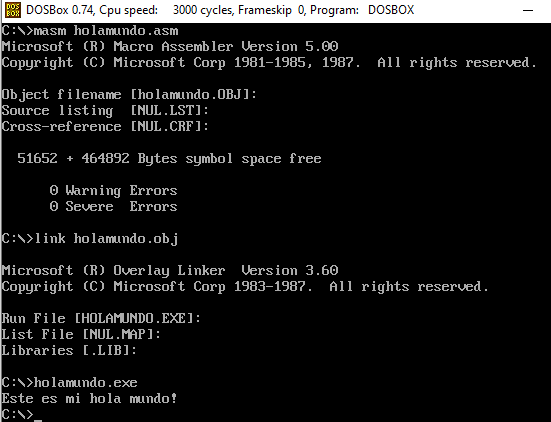 DOSBox 0.74, Cpu speed:    3000 cycles, Frameskip  0, Program:   DOSBOX
C:\>masm holamundo.asm
Microsoft (R) Macro Assembler Version 5.00
Copyright (C) Microsoft Corp 1981-1985, 1987.  All rights reserved.
Object filename [holamundo.OBJ]:
Source listing  [NUL.LST]:
Cross-reference [NUL.CRF]:
51652 + 464892 Bytes symbol space free
0 Warning Errors
0 Severe  Errors
C:\>link holamundo.obj
Microsoft (R) Overlay Linker  Version 3.60
Copyright (C) Microsoft Corp 1983-1987.  All rights reserved.
Run File [HOLAMUNDO.EXE]:
List File [NUL.MAP]:
Libraries [.LIB]:
C:\>holamundo.exe
Este es mi hola mundo!
C:\>_